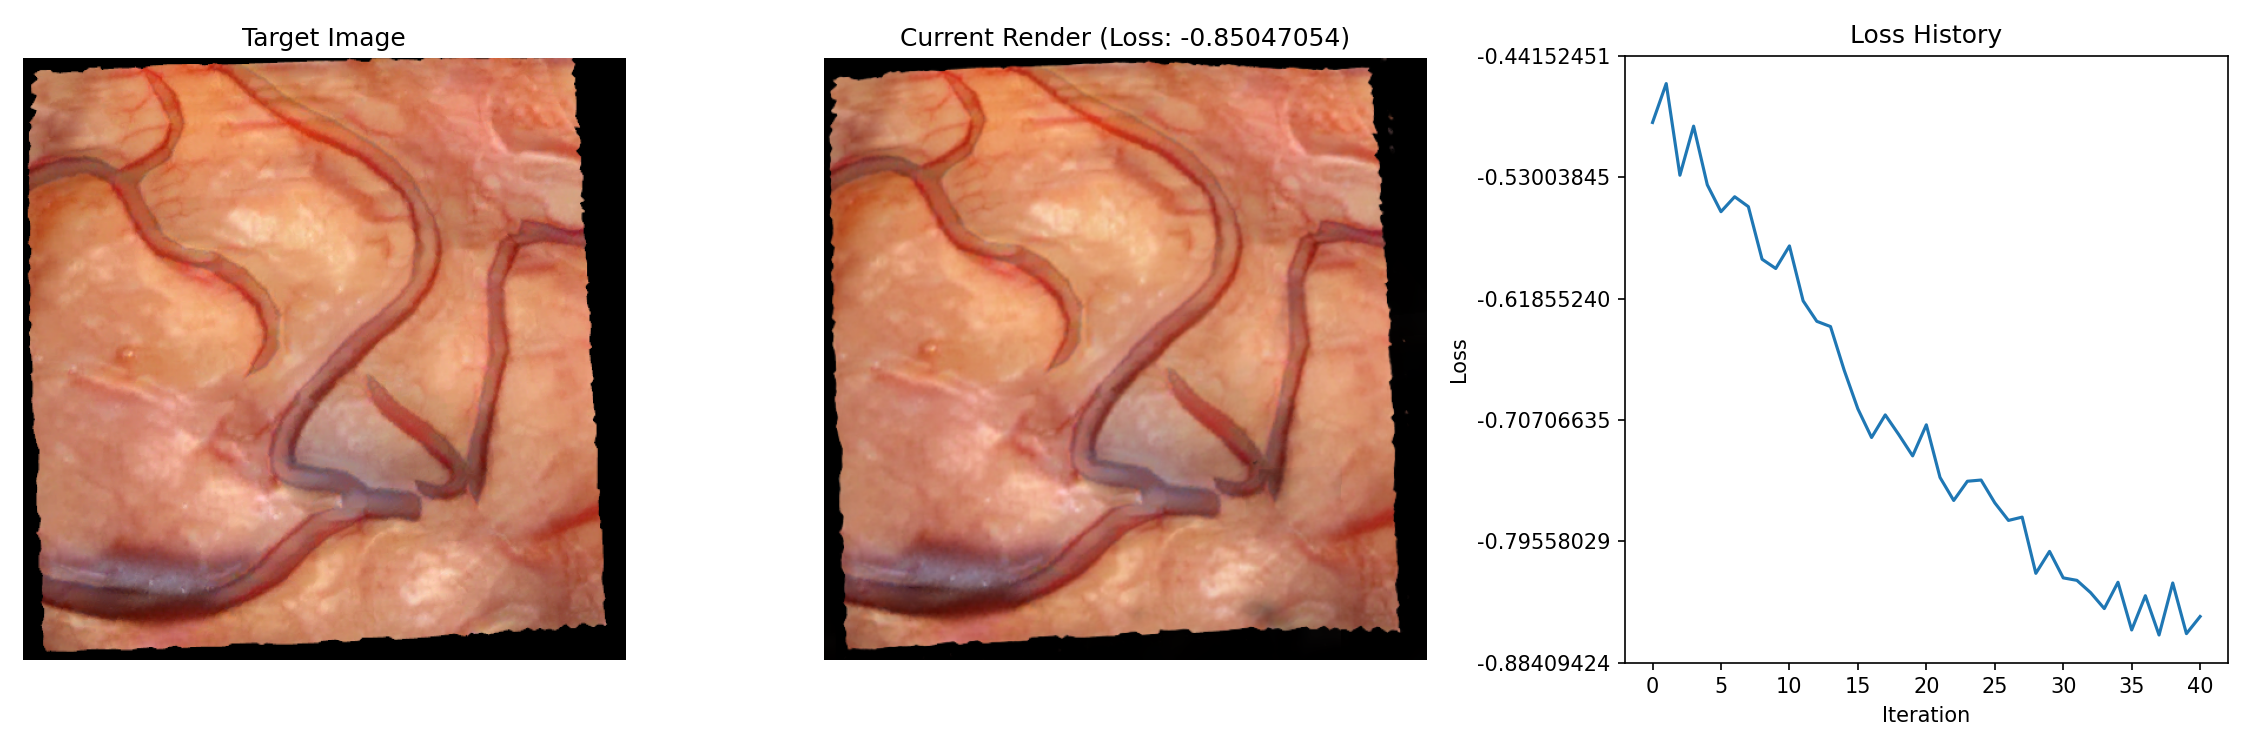 Target Image
Current Render (Loss: -0.85047054)
Loss History
-0.44152451
-0.53003845
-0.61855240
-0.70706635
-0.79558029
-0.88409424
Loss
0 5 10 15 20 25 30 35 40
Iteration